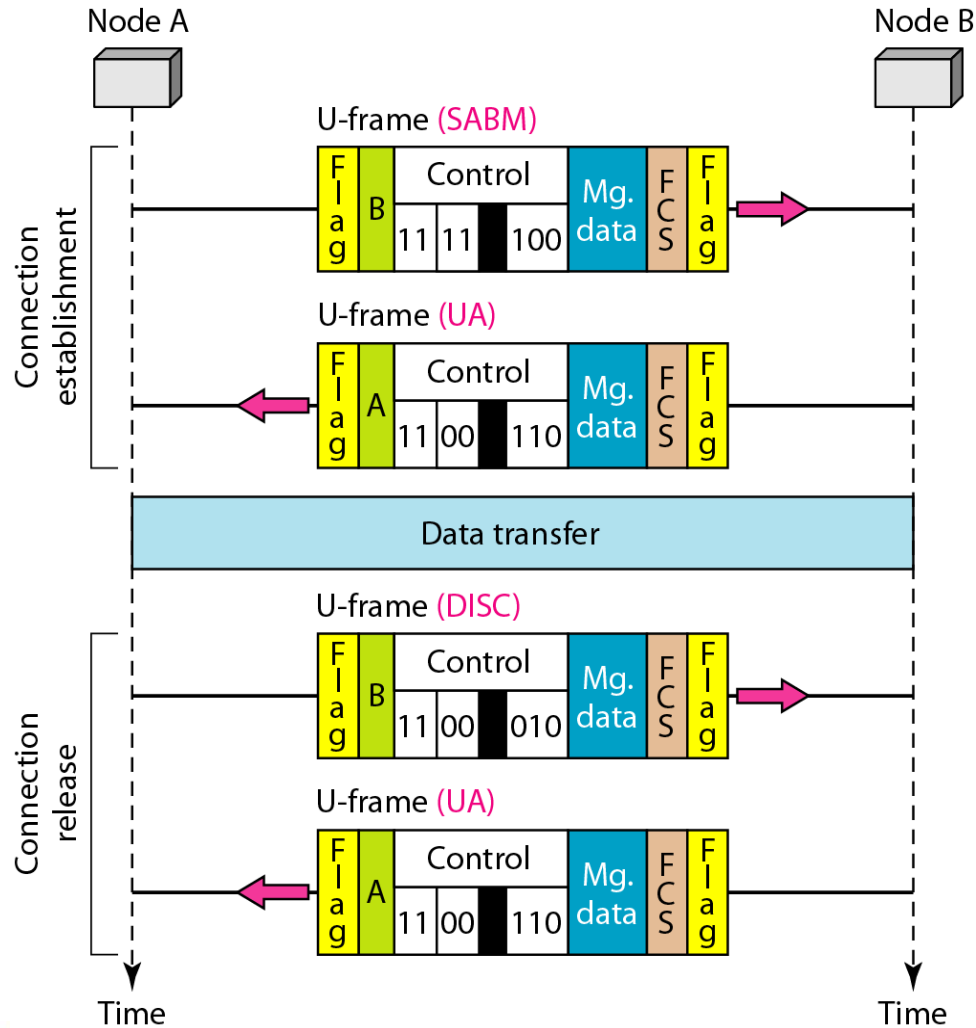 Node A
Node B
U-frame (SABM)
Flag
B
Control
11 11 100
Mg.
data
FCS
Flag
Connection
establishment
U-frame (UA)
Flag
A
Control
11 00 110
Mg.
data
FCS
Flag
Data transfer
U-frame (DISC)
Flag
B
Control
11 00 010
Mg.
data
FCS
Flag
Connection
release
U-frame (UA)
Flag
A
Control
11 00 110
Mg.
data
FCS
Flag
Time
Time